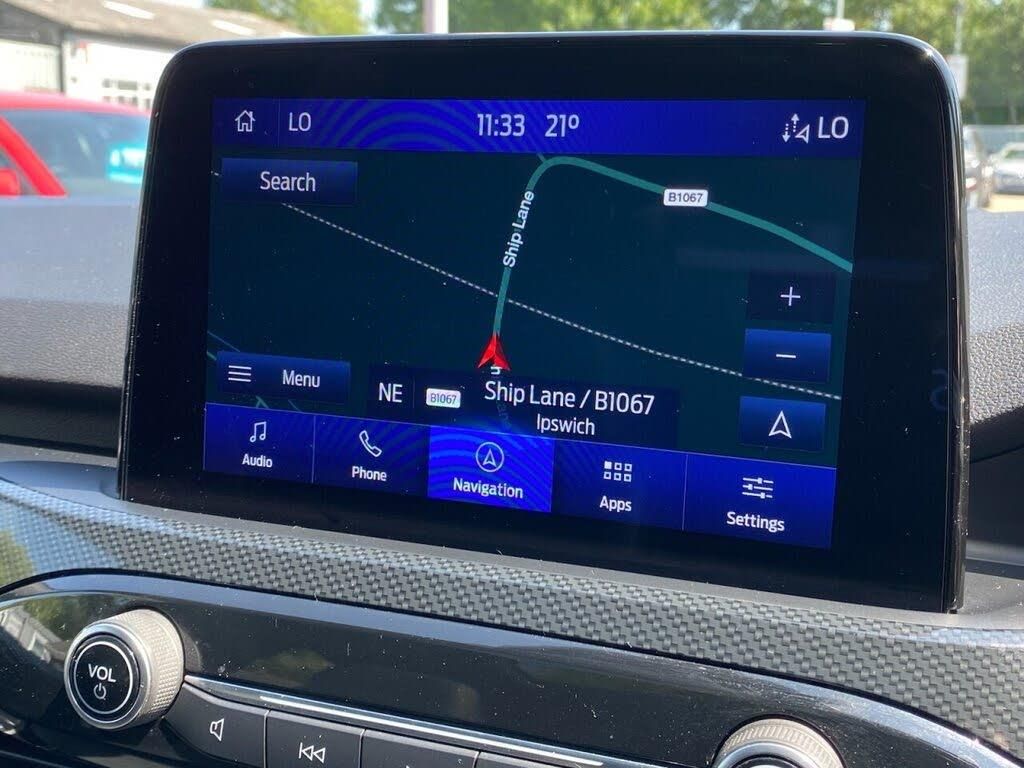 LO
11:33 21°
LO
Search
B1067
Ship Lane
+
−
Menu
NE
B1067
Ship Lane / B1067
Ipswich
Audio
Phone
Navigation
Apps
Settings
VOL